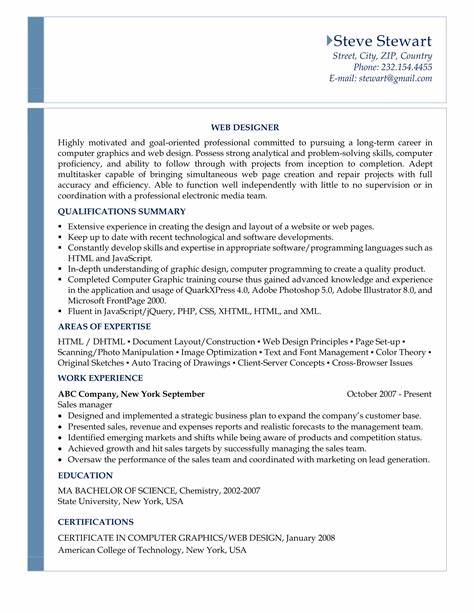 Steve Stewart
Street, City, ZIP, Country
Phone: 232.154.4455
E-mail: stewart@gmail.com
WEB DESIGNER
Highly motivated and goal-oriented professional committed to pursuing a long-term career in
computer graphics and web design. Possess strong analytical and problem-solving skills, computer
proficiency, and ability to follow through with projects from inception to completion. Adept
multitasker capable of bringing simultaneous web page creation and repair projects with full
accuracy and efficiency. Able to function well independently with little to no supervision or in
coordination with a professional electronic media team.
QUALIFICATIONS SUMMARY
▪ Extensive experience in creating the design and layout of a website or web pages.
▪ Keep up to date with recent technological and software developments.
▪ Constantly develop skills and expertise in appropriate software/programming languages such as
HTML and JavaScript.
▪ In-depth understanding of graphic design, computer programming to create a quality product.
▪ Completed Computer Graphic training course thus gained advanced knowledge and experience
in the application and usage of QuarkXPress 4.0, Adobe Photoshop 5.0, Adobe Illustrator 8.0, and
Microsoft FrontPage 2000.
▪ Fluent in JavaScript/jQuery, PHP, CSS, XHTML, HTML, and XML.
AREAS OF EXPERTISE
HTML / DHTML ▪ Document Layout/Construction ▪ Web Design Principles ▪ Page Set-up ▪
Scanning/Photo Manipulation ▪ Image Optimization ▪ Text and Font Management ▪ Color Theory ▪
Original Sketches ▪ Auto Tracing of Drawings ▪ Client-Server Concepts ▪ Cross-Browser Issues
WORK EXPERIENCE
ABC Company, New York September October 2007 - Present
Sales manager
• Designed and implemented a strategic business plan to expand the company's customer base.
• Presented sales, revenue and expenses reports and realistic forecasts to the management team.
• Identified emerging markets and shifts while being aware of products and competition status.
• Achieved growth and hit sales targets by successfully managing the sales team.
• Oversaw the performance of the sales team and coordinated with marketing on lead generation.
EDUCATION
MA BACHELOR OF SCIENCE, Chemistry, 2002-2007
State University, New York, USA
CERTIFICATIONS
CERTIFICATE IN COMPUTER GRAPHICS/WEB DESIGN, January 2008
American College of Technology, New York, USA